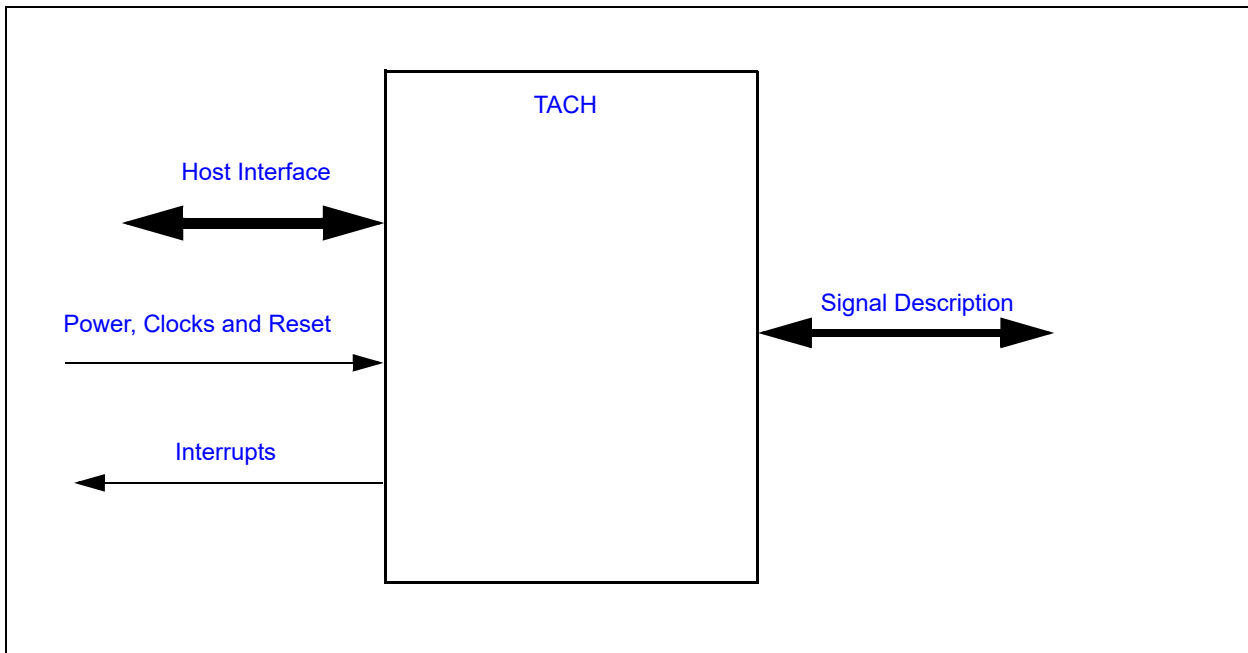 TACH
Host Interface
Signal Description
Power, Clocks and Reset
Interrupts